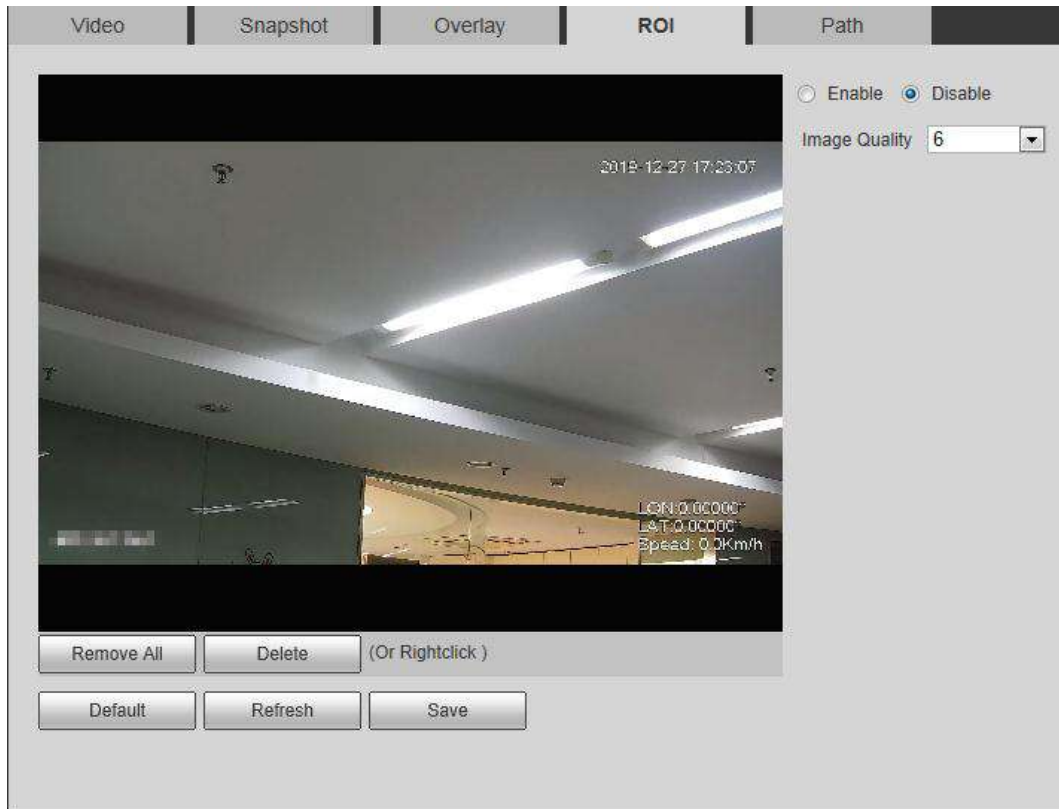 Video Snapshot Overlay ROI Path
Enable Disable
Image Quality 6
2019-12-27 17:23:07
LON:0.00000°
LAT:0.00000°
Speed: 0.0Km/h
Remove All Delete (Or Rightclick )
Default Refresh Save